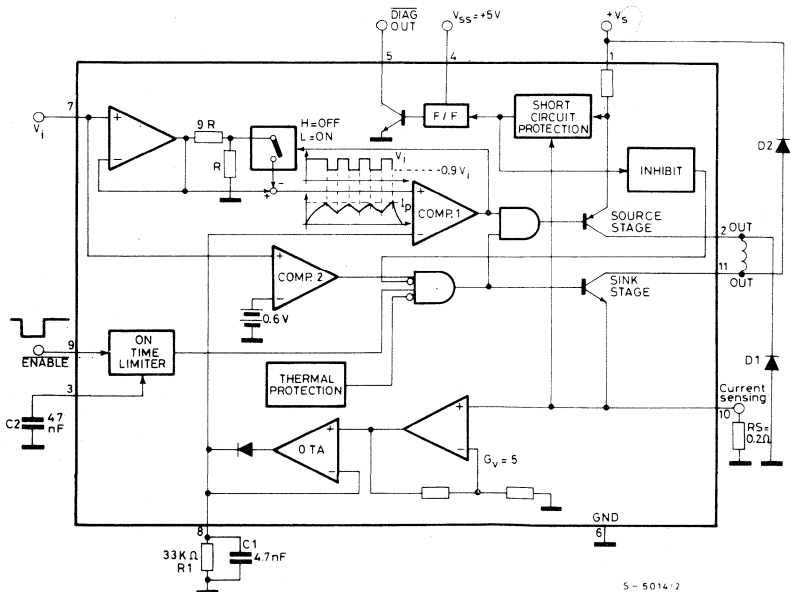 DIAG
OUT
VSS=+5V
+VS
5
4
1
7
Vi
9R
R
H=OFF
L=ON
Vi
0.9 Vi
Ip
+
−
+
−
F/F
SHORT
CIRCUIT
PROTECTION
INHIBIT
D2
+
−
COMP.1
SOURCE
STAGE
2
OUT
11
OUT
SINK
STAGE
+
−
COMP. 2
0.6V
9
ENABLE
ON
TIME
LIMITER
3
C2
47
nF
THERMAL
PROTECTION
D1
Current
sensing
10
RS=
0.2Ω
+
−
GV=5
+
−
OTA
GND
6
8
33KΩ
R1
C1
4.7nF
S-5014/2